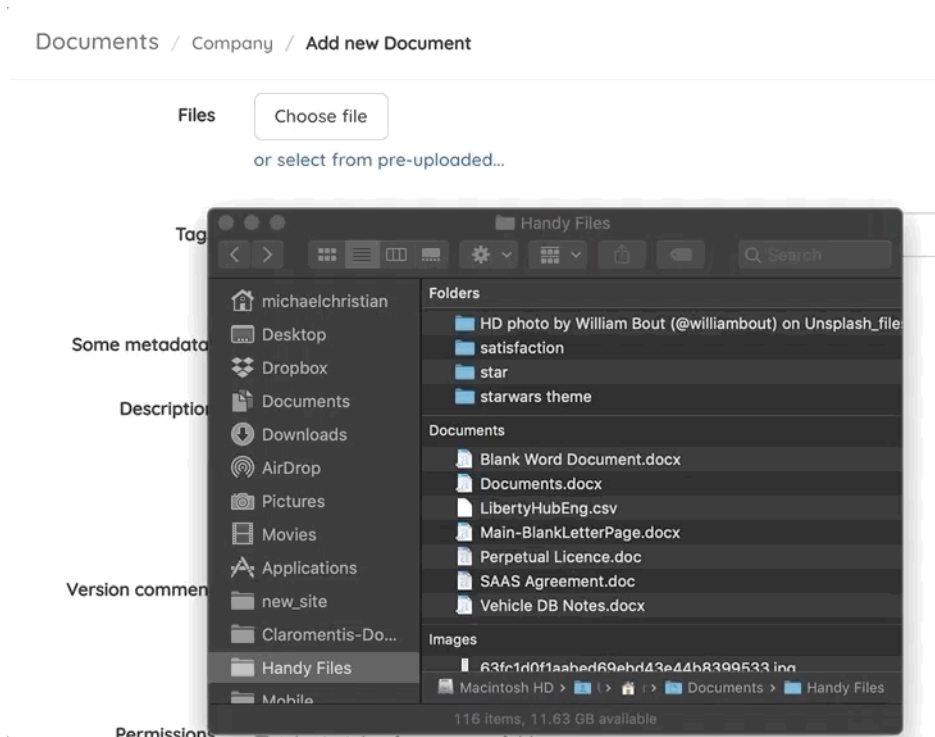 Documents / Company / Add new Document
Files
Choose file
or select from pre-uploaded...
Tag
Some metadata
Description
Version commen
Permissions
Handy Files
Search
michaelchristian
Desktop
Dropbox
Documents
Downloads
AirDrop
Pictures
Movies
Applications
new_site
Claromentis-Do...
Handy Files
Mobile
Folders
HD photo by William Bout (@williambout) on Unsplash_file
satisfaction
star
starwars theme
Documents
Blank Word Document.docx
Documents.docx
LibertyHubEng.csv
Main-BlankLetterPage.docx
Perpetual Licence.doc
SAAS Agreement.doc
Vehicle DB Notes.docx
Images
Macintosh HD > > > Documents > Handy Files
116 items, 11.63 GB available